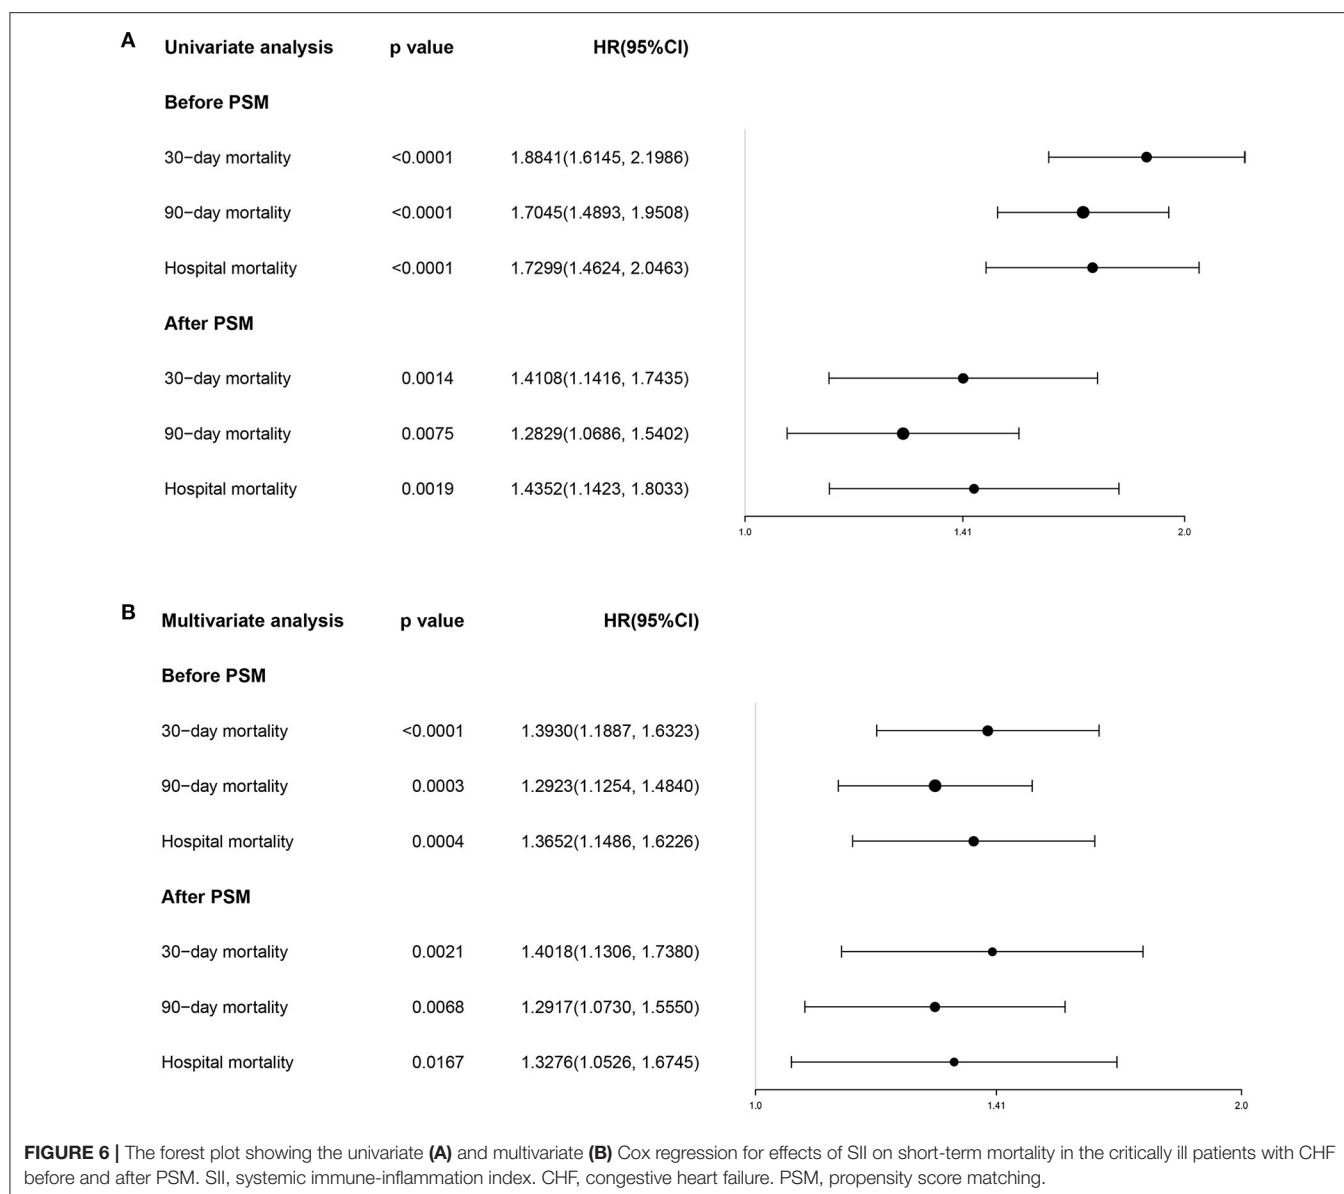 A Univariate analysis p value HR(95%CI)
Before PSM
30−day mortality <0.0001 1.8841(1.6145, 2.1986)
90−day mortality <0.0001 1.7045(1.4893, 1.9508)
Hospital mortality <0.0001 1.7299(1.4624, 2.0463)
After PSM
30−day mortality 0.0014 1.4108(1.1416, 1.7435)
90−day mortality 0.0075 1.2829(1.0686, 1.5402)
Hospital mortality 0.0019 1.4352(1.1423, 1.8033)
1.0 1.41 2.0
B Multivariate analysis p value HR(95%CI)
Before PSM
30−day mortality <0.0001 1.3930(1.1887, 1.6323)
90−day mortality 0.0003 1.2923(1.1254, 1.4840)
Hospital mortality 0.0004 1.3652(1.1486, 1.6226)
After PSM
30−day mortality 0.0021 1.4018(1.1306, 1.7380)
90−day mortality 0.0068 1.2917(1.0730, 1.5550)
Hospital mortality 0.0167 1.3276(1.0526, 1.6745)
1.0 1.41 2.0
FIGURE 6 | The forest plot showing the univariate (A) and multivariate (B) Cox regression for effects of SII on short-term mortality in the critically ill patients with CHF
before and after PSM. SII, systemic immune-inflammation index. CHF, congestive heart failure. PSM, propensity score matching.